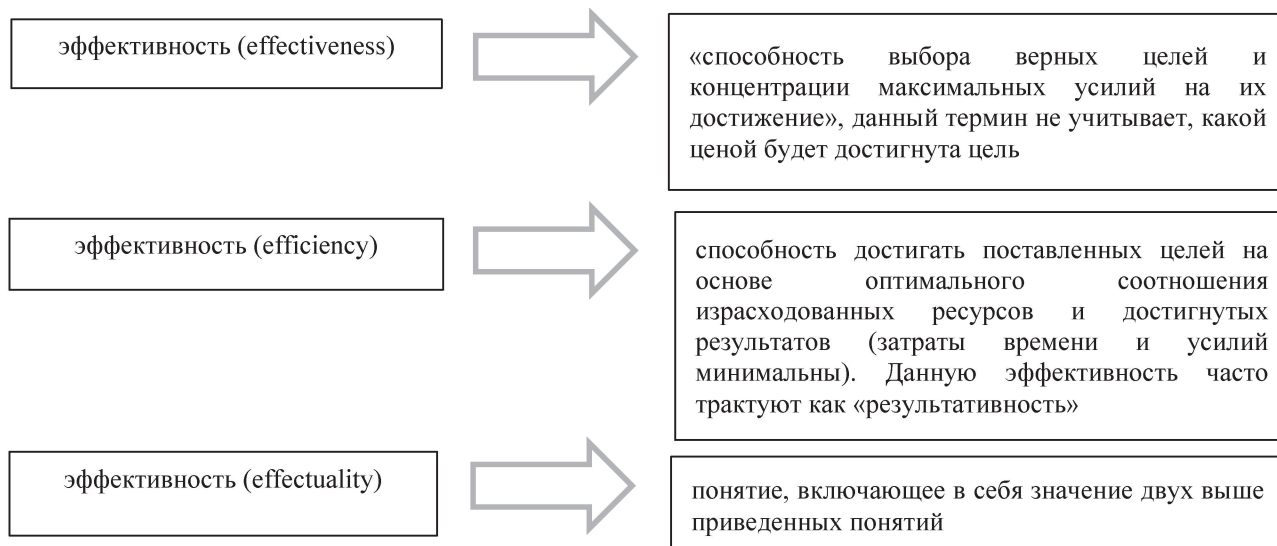 эффективность (effectiveness)
«способность выбора верных целей и
концентрации максимальных усилий на их
достижение», данный термин не учитывает, какой
ценой будет достигнута цель
эффективность (efficiency)
способность достигать поставленных целей на
основе оптимального соотношения
израсходованных ресурсов и достигнутых
результатов (затраты времени и усилий
минимальны). Данную эффективность часто
трактуют как «результативность»
эффективность (effectuality)
понятие, включающее в себя значение двух выше
приведенных понятий